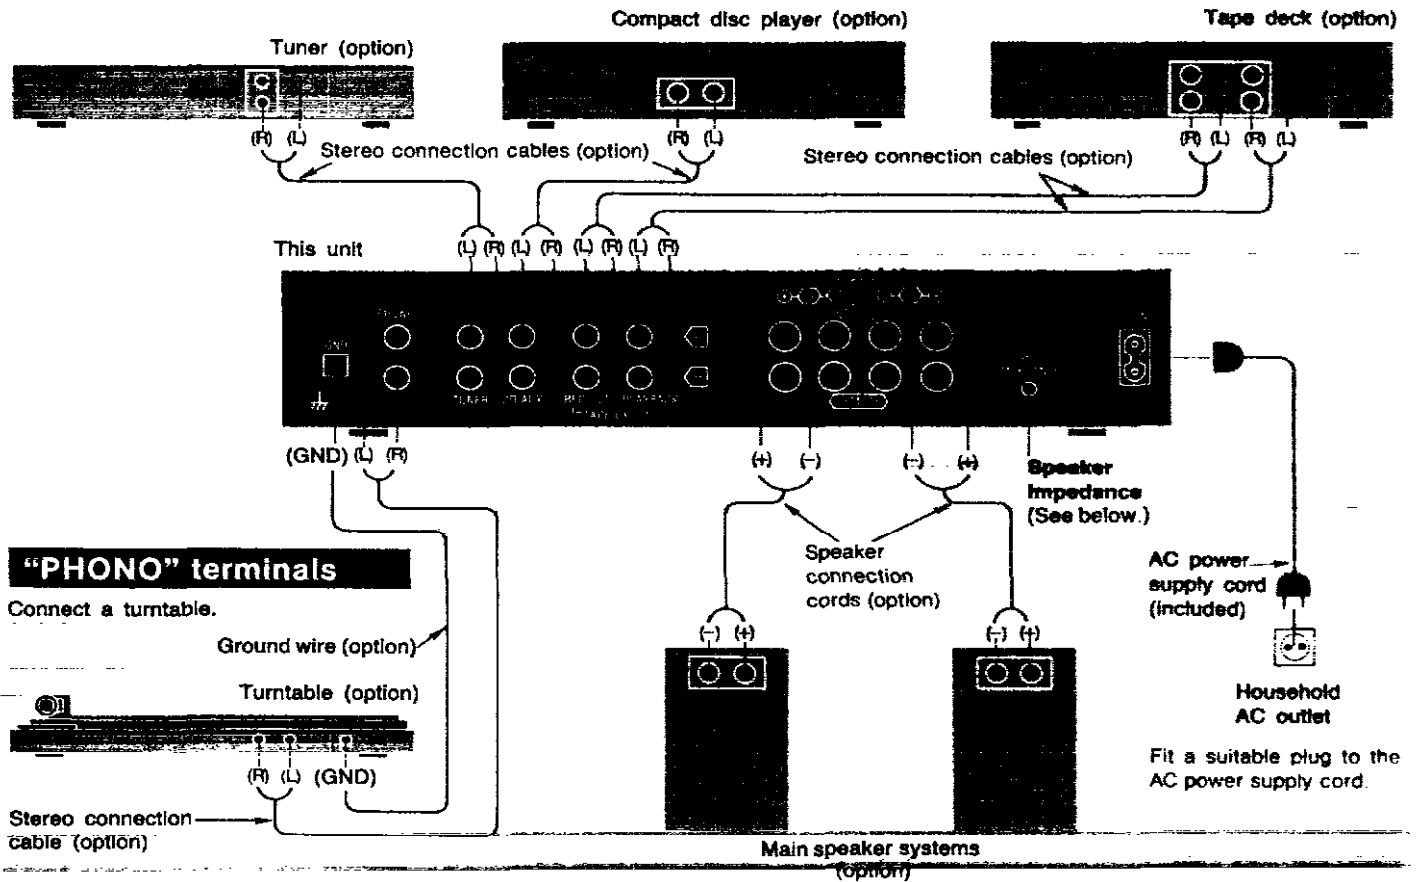 Compact disc player (option)
Tape deck (option)
Tuner (option)
(R) (L)
(R) (L)
(R) (L) (R) (L)
Stereo connection cables (option)
Stereo connection cables (option)
This unit
(L) (R) (L) (R) (L) (R) (L) (R)
GND
TUNER
(GND) (L) (R)
(+) (−)
(−) (+)
Speaker
Impedance
(See below.)
"PHONO" terminals
Connect a turntable.
Ground wire (option)
Turntable (option)
(R) (L) (GND)
Stereo connection
cable (option)
Speaker
connection
cords (option)
(−) (+)
(−) (+)
Main speaker systems
(option)
AC power
supply cord
(included)
Household
AC outlet
Fit a suitable plug to the
AC power supply cord.